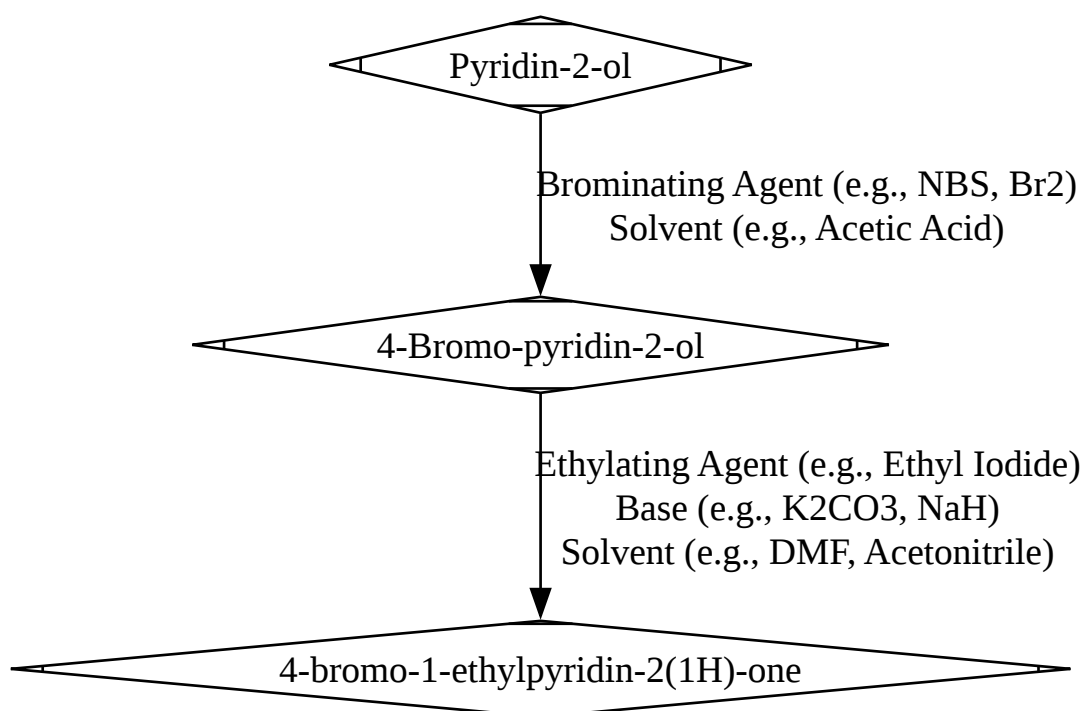 Pyridin-2-ol
Brominating Agent (e.g., NBS, Br2)
Solvent (e.g., Acetic Acid)
4-Bromo-pyridin-2-ol
Ethylating Agent (e.g., Ethyl Iodide)
Base (e.g., K2CO3, NaH)
Solvent (e.g., DMF, Acetonitrile)
4-bromo-1-ethylpyridin-2(1H)-one